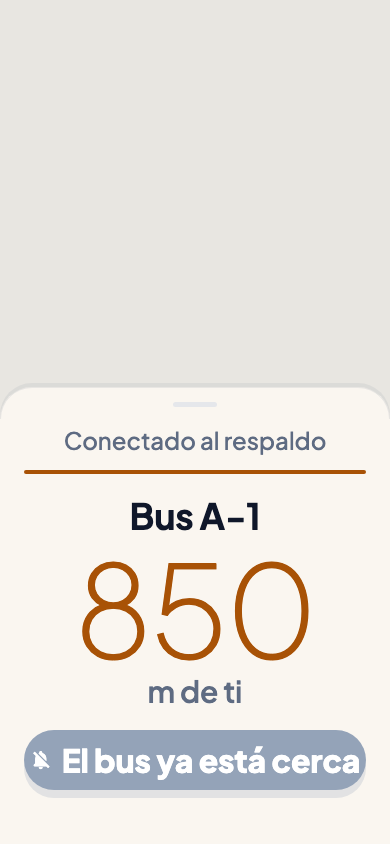 Conectado al respaldo
Bus A–1
850
m de ti
El bus ya está cerca